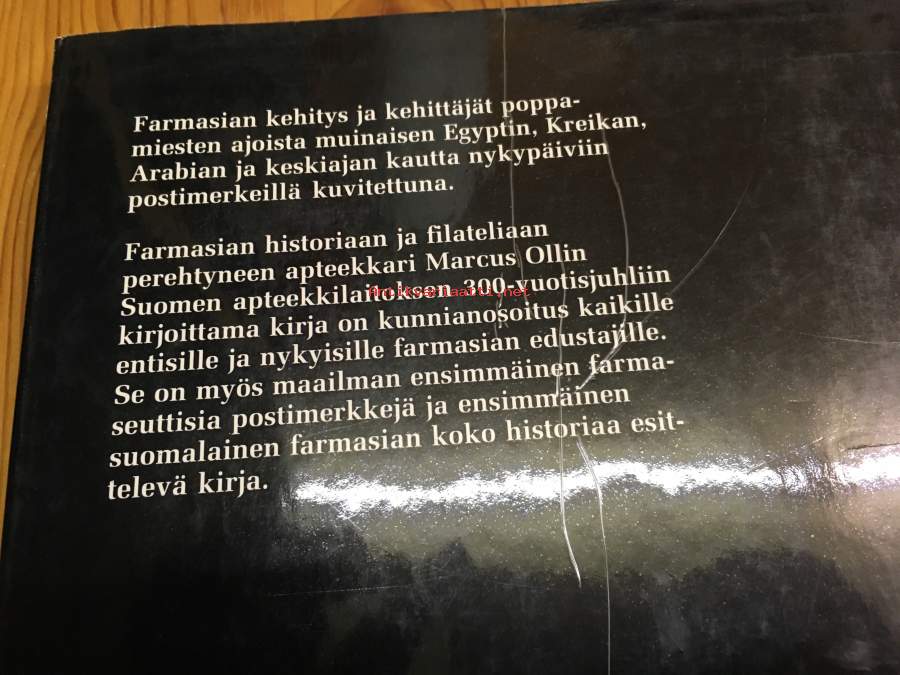 Farmasian kehitys ja kehittäjät poppa-
miesten ajoista muinaisen Egyptin, Kreikan,
Arabian ja keskiajan kautta nykypäiviin
postimerkeillä kuvitettuna.
Farmasian historiaan ja filateliaan
perehtyneen apteekkari Marcus Ollin
Suomen apteekkilaitoksen 300-vuotisjuhliin
Antikvariaatti.net
kirjoittama kirja on kunnianosoitus kaikille
entisille ja nykyisille farmasian edustajille.
Se on myös maailman ensimmäinen farma-
seuttisia postimerkkejä ja ensimmäinen
suomalainen farmasian koko historiaa esit-
televä kirja.